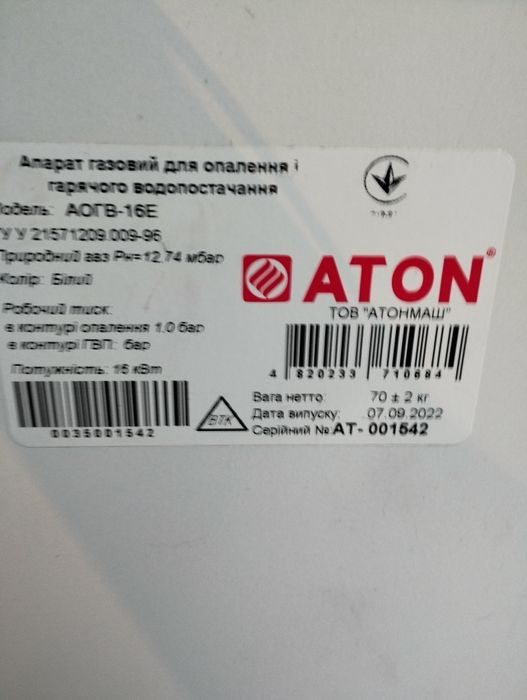 Апарат газовий для опалення і
гарячого водопостачання
Модель: АОГВ-16Е
ТУ У 21571209.009-96
Природний газ Рн=12,74 мбар
Колір: Білий
Робочий тиск:
в контурі опалення 1.0 бар
в контурі ГВП: бар
Потужність: 16 кВт
0035001542
ВТК
ATON®
ТОВ "АТОНМАШ"
4 820233 710684
Вага нетто: 70 ± 2 кг
Дата випуску: 07.09.2022
Серійний № АТ- 001542